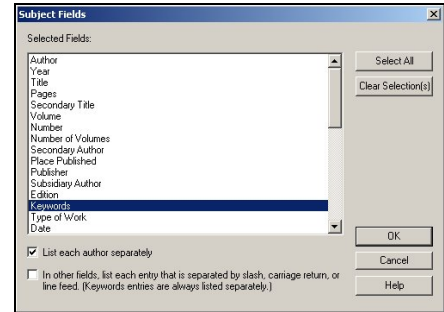 Subject Fields
Selected Fields:
Author
Year
Title
Pages
Secondary Title
Volume
Number
Number of Volumes
Secondary Author
Place Published
Publisher
Subsidiary Author
Edition
Keywords
Type of Work
Date
Select All
Clear Selection(s)
List each author separately
In other fields, list each entry that is separated by slash, carriage return, or
line feed. (Keywords entries are always listed separately.)
OK
Cancel
Help